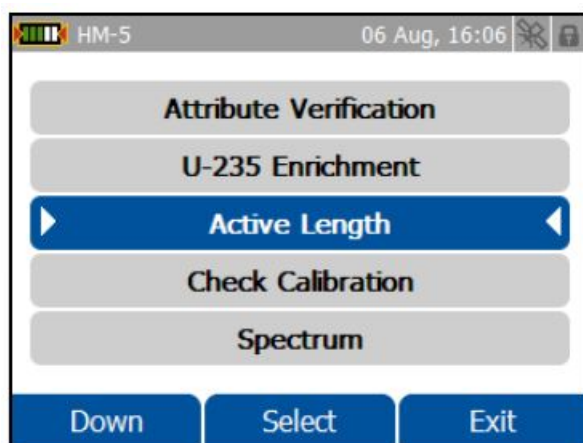 HM-5 06 Aug, 16:06
Attribute Verification
U-235 Enrichment
Active Length
Check Calibration
Spectrum
Down Select Exit